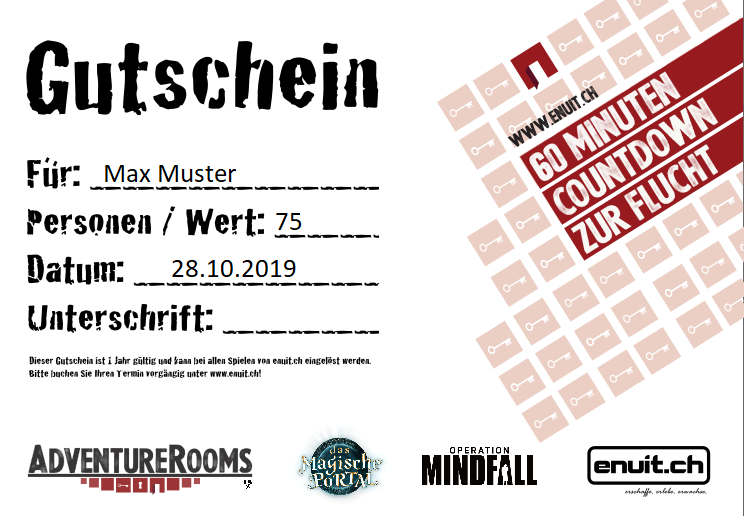 Gutschein
Für: Max Muster
Personen / Wert: 75
Datum: 28.10.2019
Unterschrift:
Dieser Gutschein ist 1 Jahr gültig und kann bei allen Spielen von enuit.ch eingelöst werden.
Bitte buchen Sie Ihren Termin vorgängig unter www.enuit.ch!
WWW.ENUIT.CH
60 MINUTEN
COUNTDOWN
ZUR FLUCHT
ADVENTUREROOMS
das
Magische
PORTAL
OPERATION
MINDFALL
enuit.ch
erschaffe, erlebe, erwache.